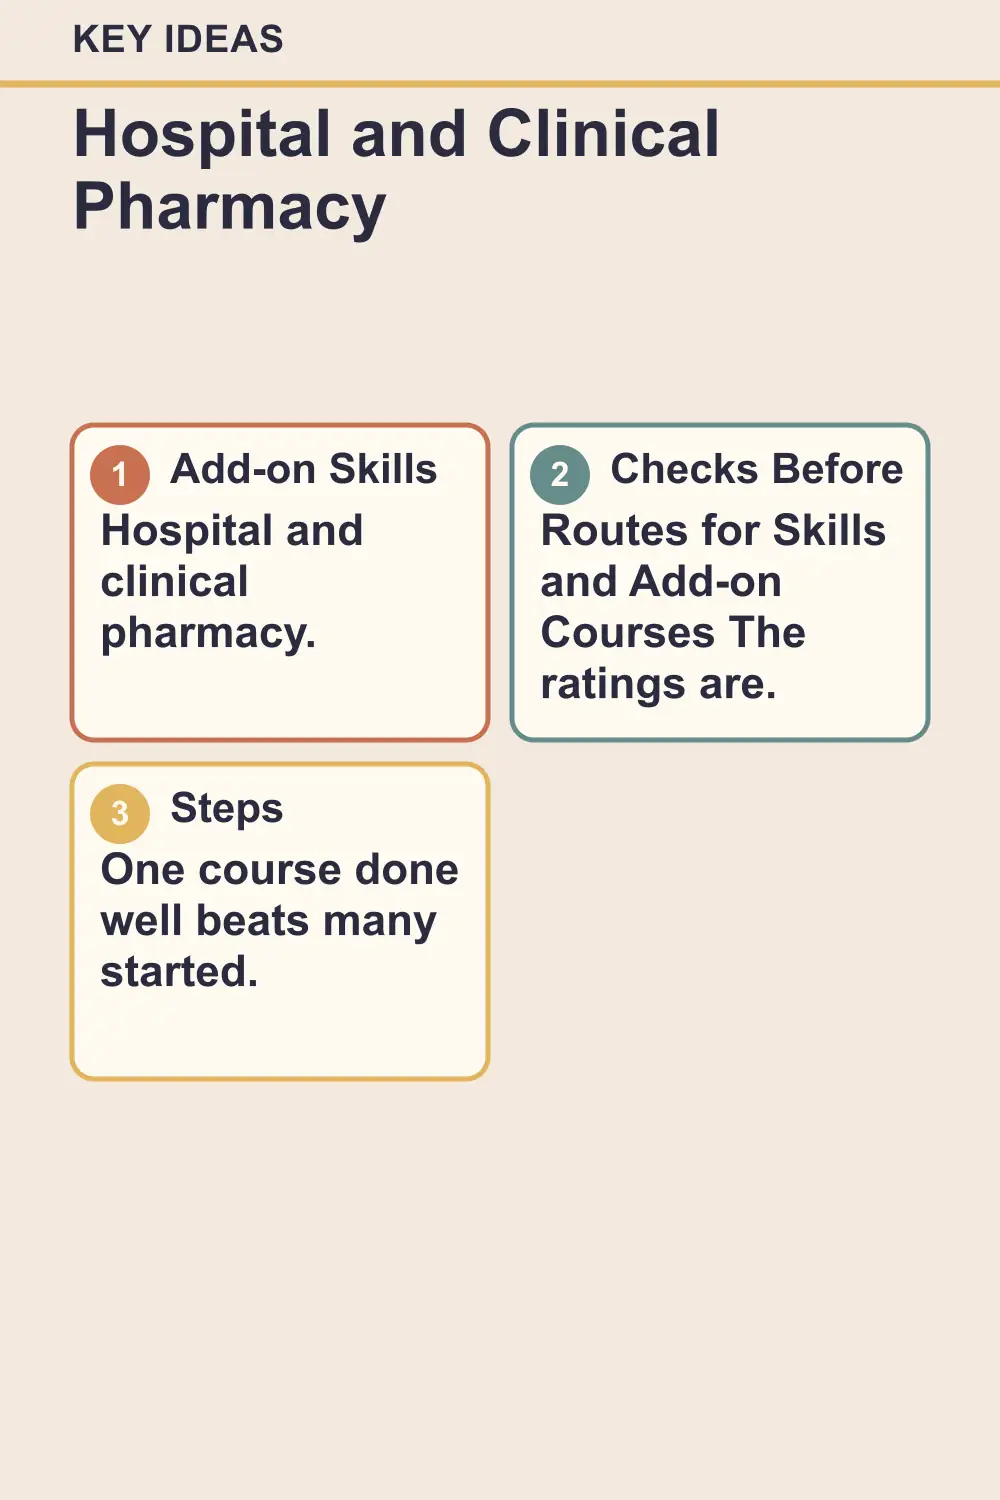 KEY IDEAS
Hospital and Clinical
Pharmacy
1 Add-on Skills
Hospital and
clinical
pharmacy.
2 Checks Before
Routes for Skills
and Add-on
Courses The
ratings are.
3 Steps
One course done
well beats many
started.